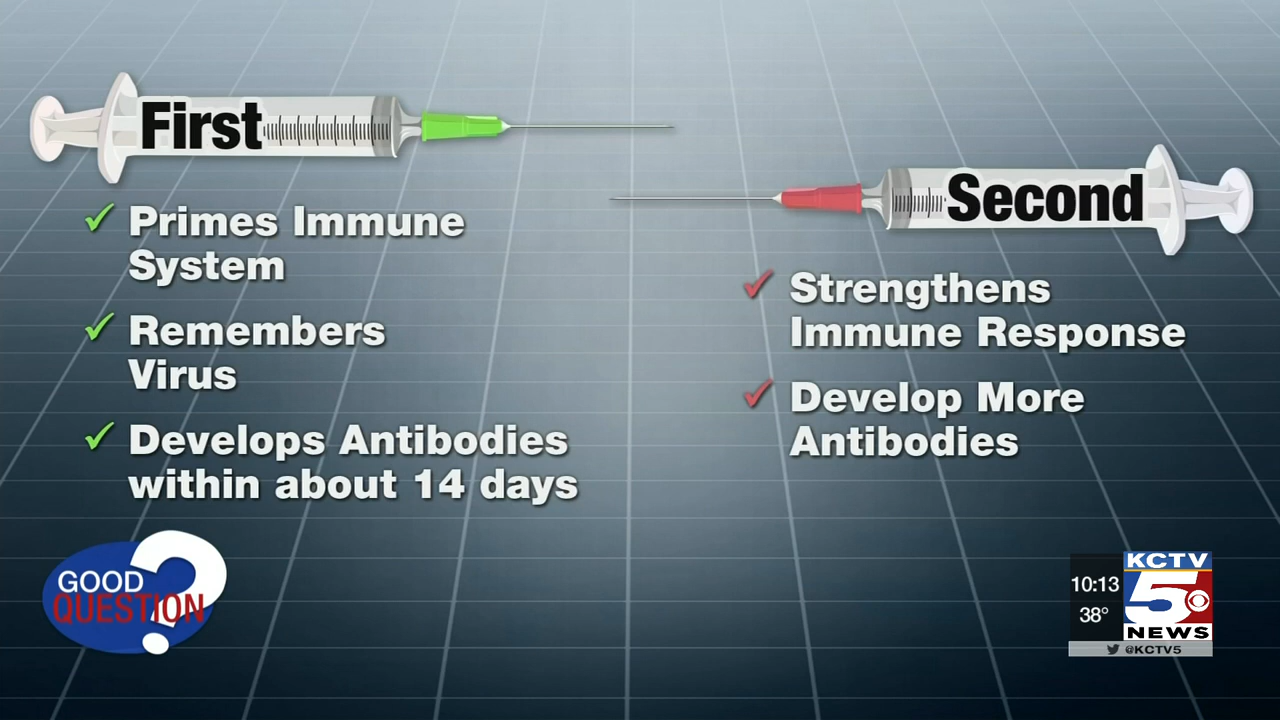 First
Primes Immune
System
Remembers
Virus
Develops Antibodies
within about 14 days
Second
Strengthens
Immune Response
Develop More
Antibodies
GOOD
QUESTION
?
10:13
38°
KCTV
5
NEWS
@KCTV5